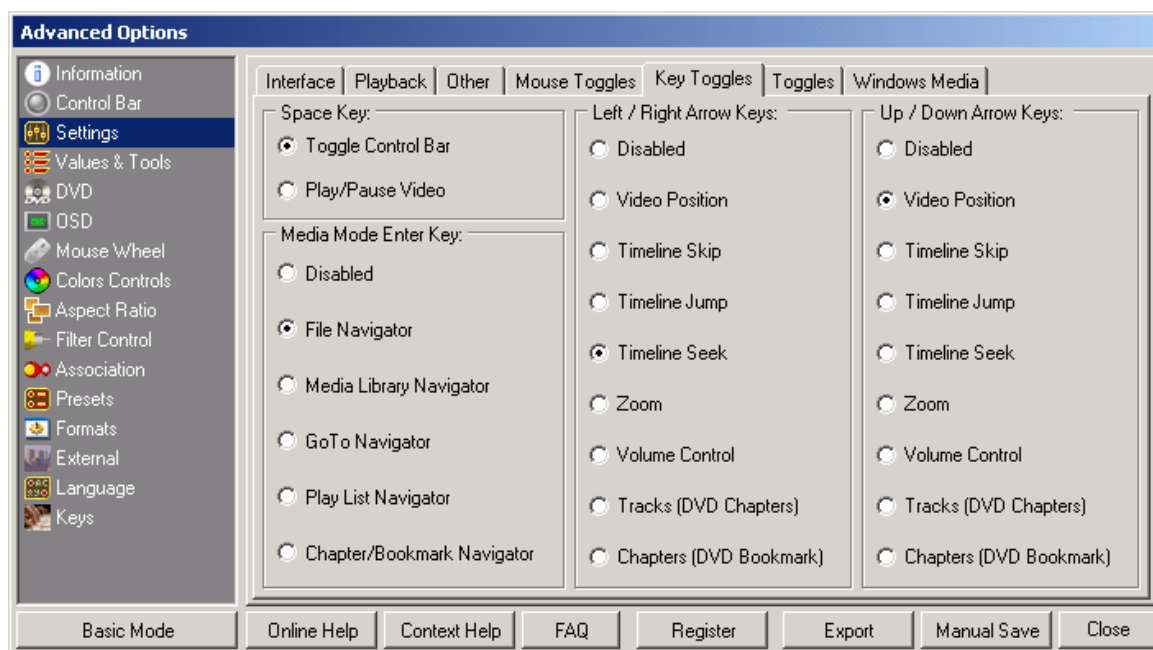 Advanced Options
Information
Control Bar
Settings
Values & Tools
DVD
OSD
Mouse Wheel
Colors Controls
Aspect Ratio
Filter Control
Association
Presets
Formats
External
Language
Keys
Interface Playback Other Mouse Toggles Key Toggles Toggles Windows Media
Space Key:
Toggle Control Bar
Play/Pause Video
Media Mode Enter Key:
Disabled
File Navigator
Media Library Navigator
GoTo Navigator
Play List Navigator
Chapter/Bookmark Navigator
Left / Right Arrow Keys:
Disabled
Video Position
Timeline Skip
Timeline Jump
Timeline Seek
Zoom
Volume Control
Tracks (DVD Chapters)
Chapters (DVD Bookmark)
Up / Down Arrow Keys:
Disabled
Video Position
Timeline Skip
Timeline Jump
Timeline Seek
Zoom
Volume Control
Tracks (DVD Chapters)
Chapters (DVD Bookmark)
Basic Mode Online Help Context Help FAQ Register Export Manual Save Close